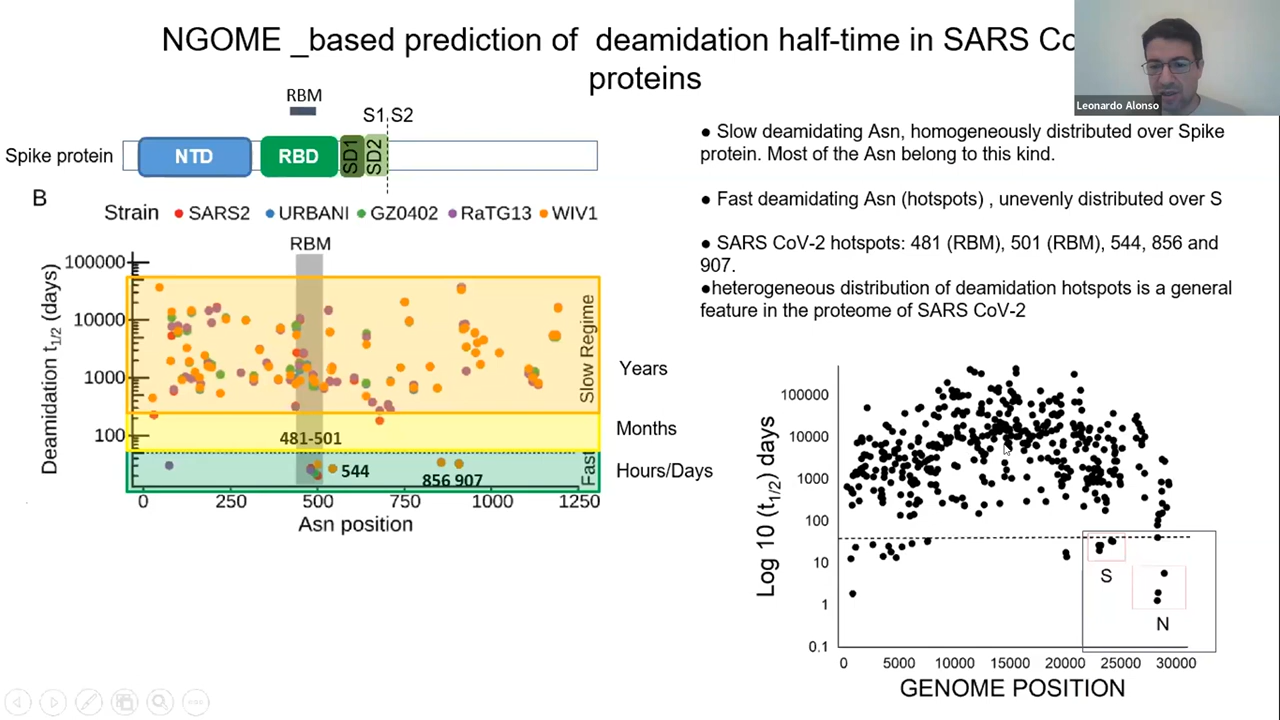 NGOME _based prediction of deamidation half-time in SARS Co
proteins
Leonardo Alonso
RBM
S1 S2
Spike protein
NTD
RBD
SD1
SD2
B
Strain SARS2 URBANI GZ0402 RaTG13 WIV1
RBM
Deamidation t1/2 (days)
100000
10000
1000
100
Slow Regime
Fast
481-501
544
856 907
0 250 500 750 1000 1250
Asn position
Years
Months
Hours/Days
● Slow deamidating Asn, homogeneously distributed over Spike
protein. Most of the Asn belong to this kind.
● Fast deamidating Asn (hotspots) , unevenly distributed over S
● SARS CoV-2 hotspots: 481 (RBM), 501 (RBM), 544, 856 and
907.
●heterogeneous distribution of deamidation hotspots is a general
feature in the proteome of SARS CoV-2
Log 10 (t1/2) days
100000
10000
1000
100
10
1
0.1
S
N
0 5000 10000 15000 20000 25000 30000
GENOME POSITION